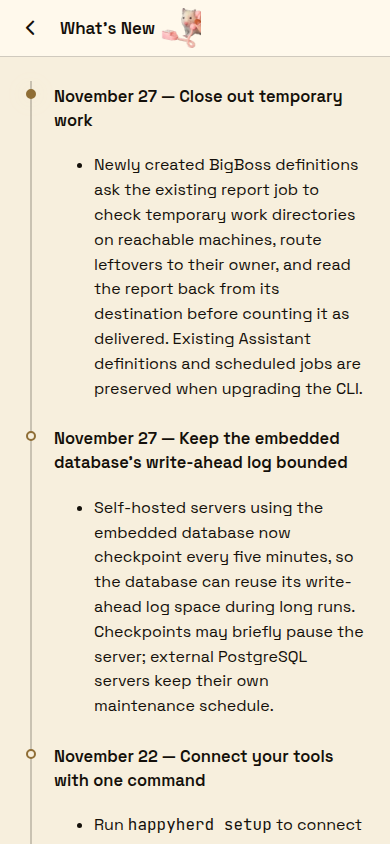 What's New
November 27 — Close out temporary
work
• Newly created BigBoss definitions
ask the existing report job to
check temporary work directories
on reachable machines, route
leftovers to their owner, and read
the report back from its
destination before counting it as
delivered. Existing Assistant
definitions and scheduled jobs are
preserved when upgrading the CLI.
November 27 — Keep the embedded
database's write-ahead log bounded
• Self-hosted servers using the
embedded database now
checkpoint every five minutes, so
the database can reuse its write-
ahead log space during long runs.
Checkpoints may briefly pause the
server; external PostgreSQL
servers keep their own
maintenance schedule.
November 22 — Connect your tools
with one command
• Run happyherd setup to connect